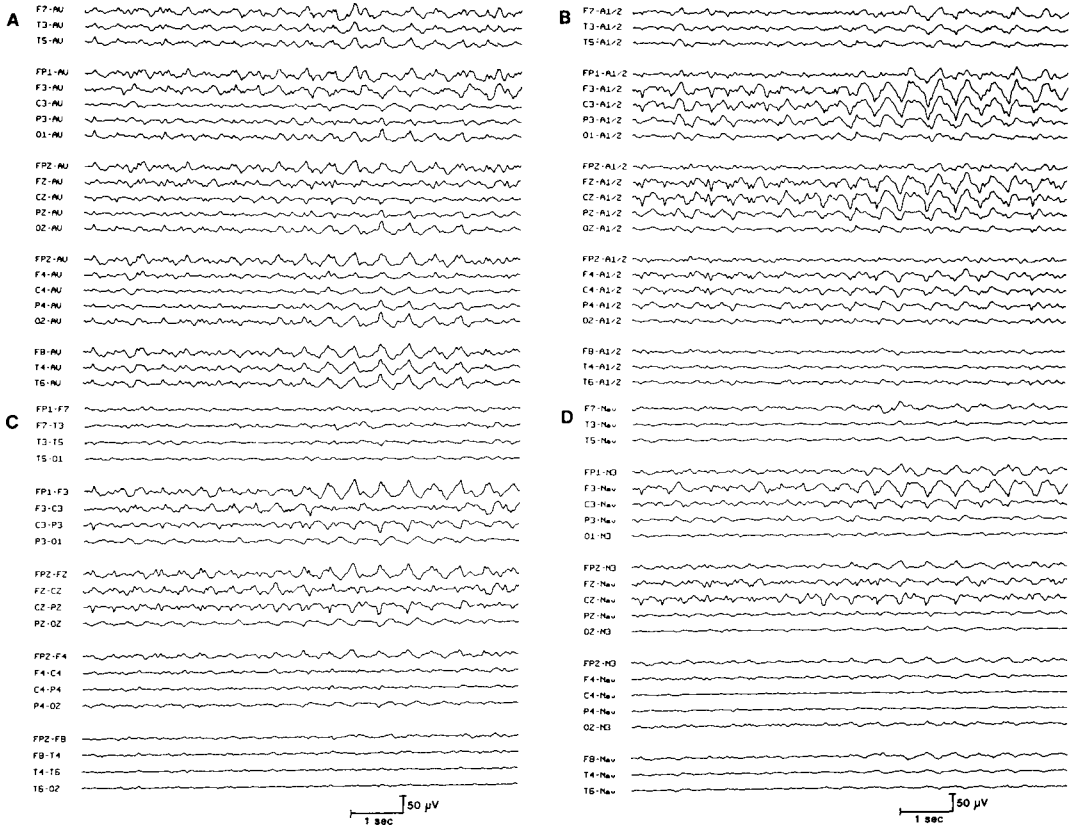 A
F7-AV
T3-AV
T5-AV
FP1-AV
F3-AV
C3-AV
P3-AV
O1-AV
FPZ-AV
FZ-AV
CZ-AV
PZ-AV
OZ-AV
FP2-AV
F4-AV
C4-AV
P4-AV
O2-AV
F8-AV
T4-AV
T6-AV
B
F7-A1/2
T3-A1/2
T5-A1/2
FP1-A1/2
F3-A1/2
C3-A1/2
P3-A1/2
O1-A1/2
FPZ-A1/2
FZ-A1/2
CZ-A1/2
PZ-A1/2
OZ-A1/2
FP2-A1/2
F4-A1/2
C4-A1/2
P4-A1/2
O2-A1/2
F8-A1/2
T4-A1/2
T6-A1/2
C
FP1-F7
F7-T3
T3-T5
T5-O1
FP1-F3
F3-C3
C3-P3
P3-O1
FPZ-FZ
FZ-CZ
CZ-PZ
PZ-OZ
FP2-F4
F4-C4
C4-P4
P4-O2
FP2-F8
F8-T4
T4-T6
T6-O2
50 µV
1 sec
D
F7-Nav
T3-Nav
T5-Nav
FP1-N3
F3-Nav
C3-Nav
P3-Nav
O1-N3
FPZ-N3
FZ-Nav
CZ-Nav
PZ-Nav
OZ-N3
FP2-N3
F4-Nav
C4-Nav
P4-Nav
O2-N3
F8-Nav
T4-Nav
T6-Nav
50 µV
1 sec